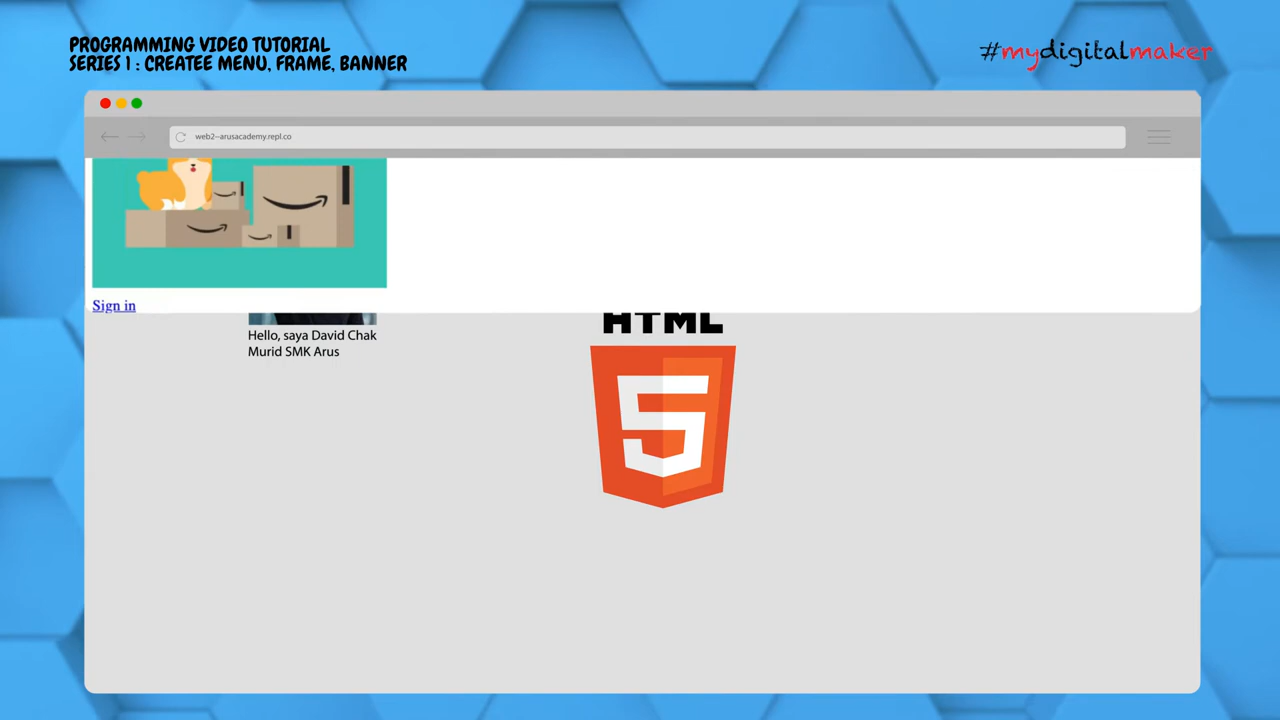 PROGRAMMING VIDEO TUTORIAL
SERIES 1 : CREATEE MENU, FRAME, BANNER
#mydigitalmaker
web2--arusacademy.repl.co
Sign in
HTML
5
Hello, saya David Chak
Murid SMK Arus